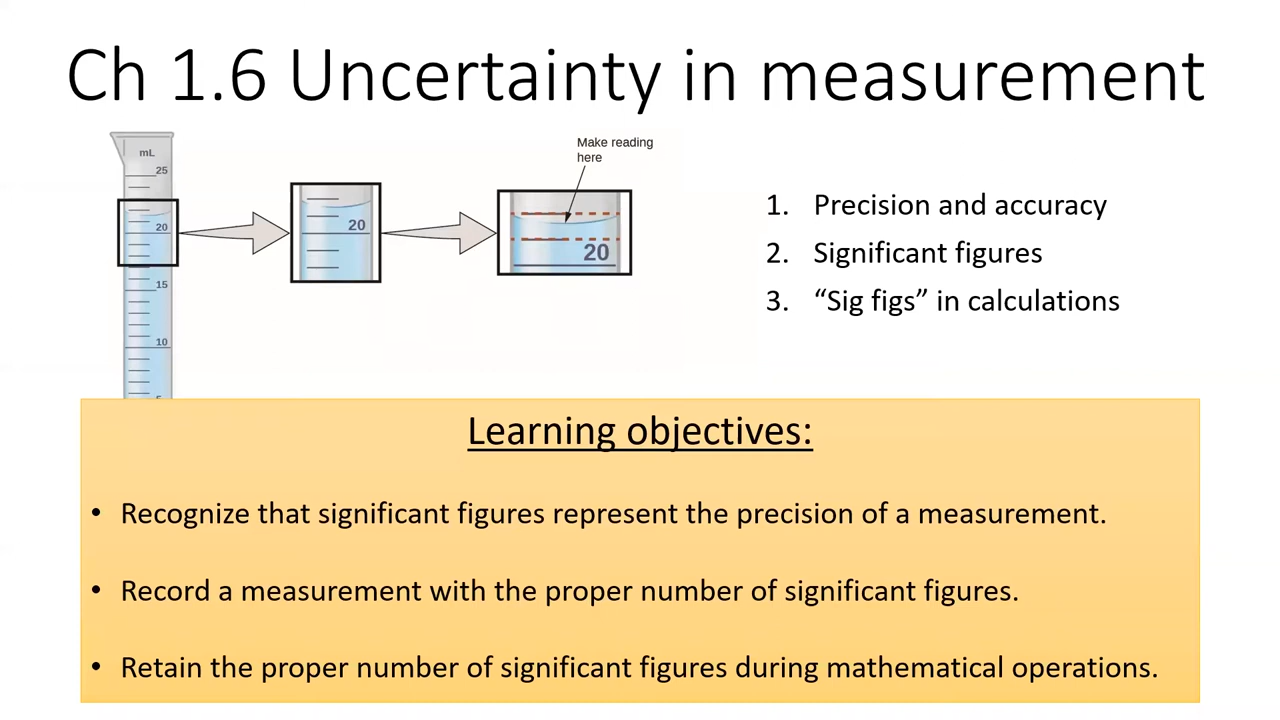 Ch 1.6 Uncertainty in measurement
mL
25
20
15
10
20
Make reading
here
20
1. Precision and accuracy
2. Significant figures
3. “Sig figs” in calculations
Learning objectives:
• Recognize that significant figures represent the precision of a measurement.
• Record a measurement with the proper number of significant figures.
• Retain the proper number of significant figures during mathematical operations.